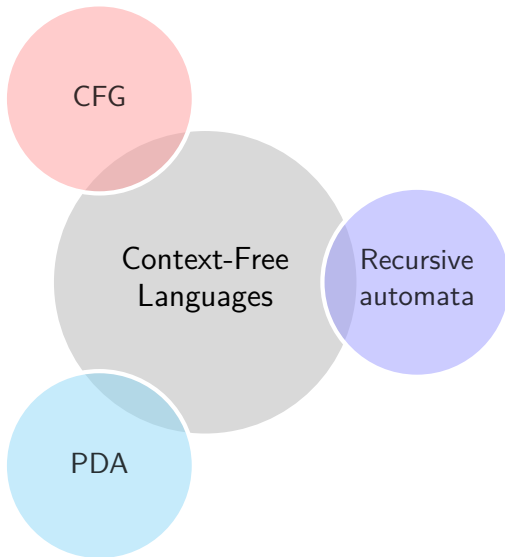 CFG
Context-Free
Languages
Recursive
automata
PDA